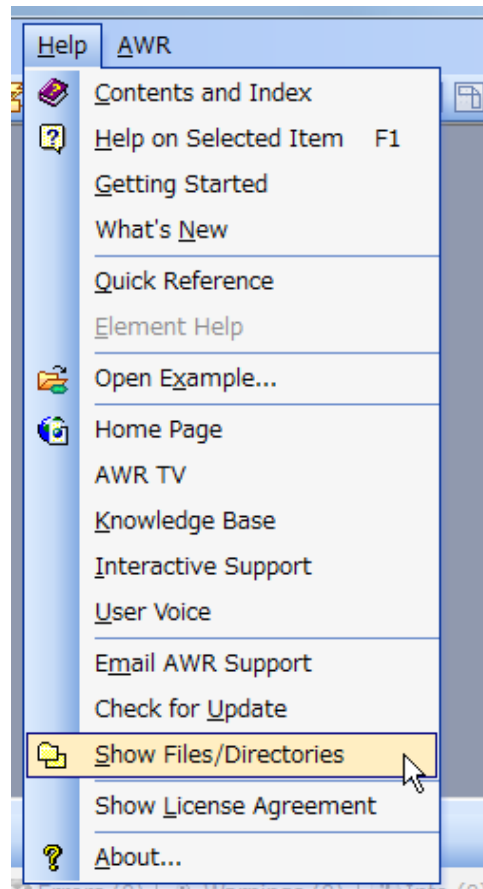 Help AWR
Contents and Index
Help on Selected Item F1
Getting Started
What's New
Quick Reference
Element Help
Open Example...
Home Page
AWR TV
Knowledge Base
Interactive Support
User Voice
Email AWR Support
Check for Update
Show Files/Directories
Show License Agreement
About...